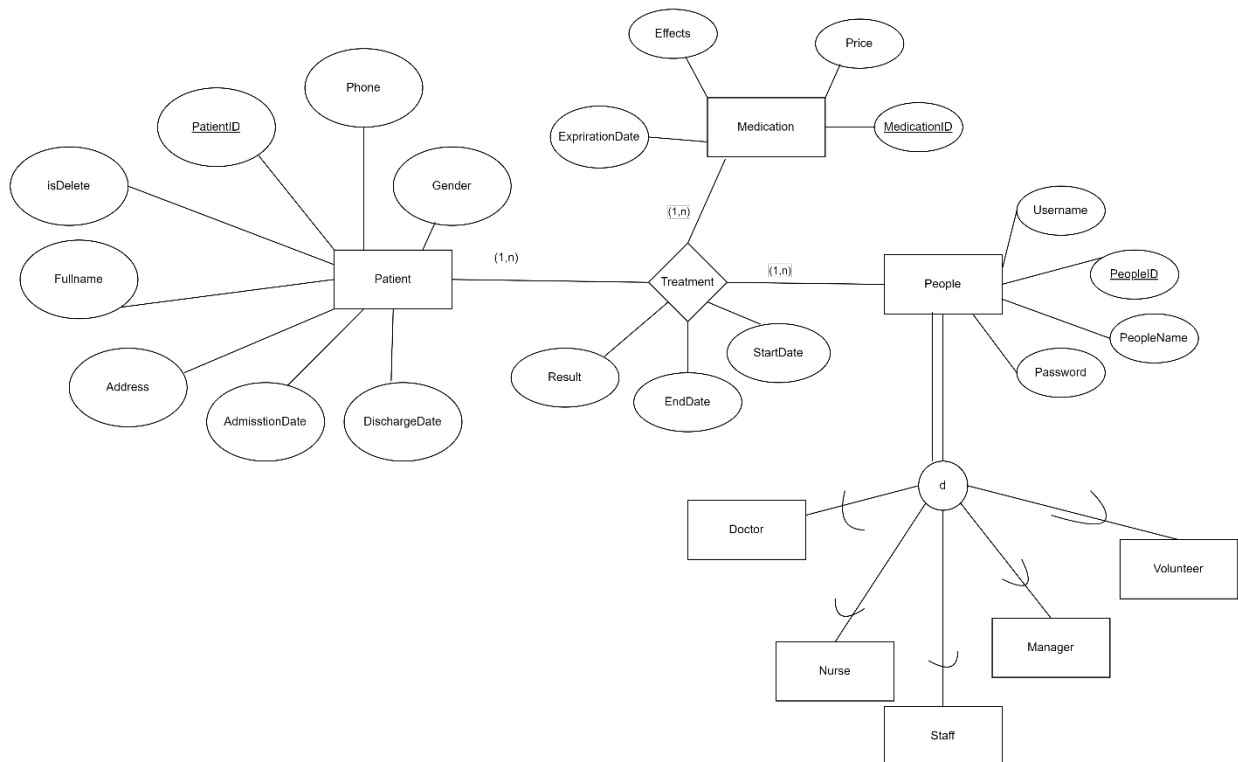 Effects
Price
Phone
PatientID
Medication
MedicationID
ExprirationDate
isDelete
Gender
(1,n)
Username
Fullname
Patient
(1,n)
Treatment
(1,n)
People
PeopleID
PeopleName
StartDate
Result
Password
Address
AdmisstionDate
DischargeDate
EndDate
d
Doctor
Volunteer
Manager
Nurse
Staff